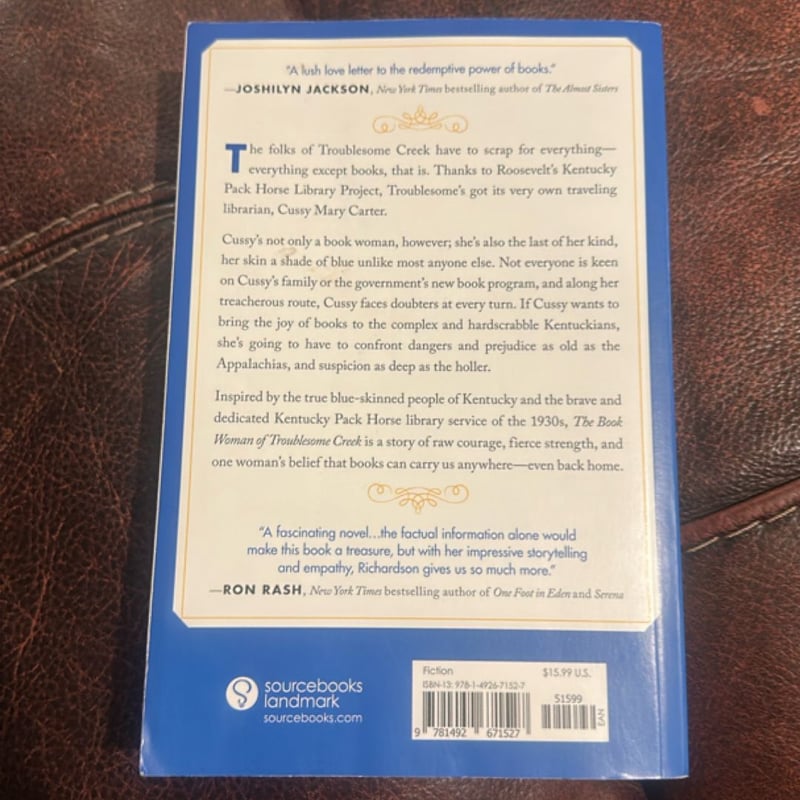 "A lush love letter to the redemptive power of books."
—JOSHILYN JACKSON, New York Times bestselling author of The Almost Sisters
The folks of Troublesome Creek have to scrap for everything—
everything except books, that is. Thanks to Roosevelt's Kentucky
Pack Horse Library Project, Troublesome's got its very own traveling
librarian, Cussy Mary Carter.
Cussy's not only a book woman, however; she's also the last of her kind,
her skin a shade of blue unlike most anyone else. Not everyone is keen
on Cussy's family or the government's new book program, and along her
treacherous route, Cussy faces doubters at every turn. If Cussy wants to
bring the joy of books to the complex and hardscrabble Kentuckians,
she's going to have to confront dangers and prejudice as old as the
Appalachias, and suspicion as deep as the holler.
Inspired by the true blue-skinned people of Kentucky and the brave and
dedicated Kentucky Pack Horse library service of the 1930s, The Book
Woman of Troublesome Creek is a story of raw courage, fierce strength, and
one woman's belief that books can carry us anywhere—even back home.
"A fascinating novel...the factual information alone would
make this book a treasure, but with her impressive storytelling
and empathy, Richardson gives us so much more."
—RON RASH, New York Times bestselling author of One Foot in Eden and Serena
sourcebooks
landmark
sourcebooks.com
Fiction $15.99 U.S.
ISBN-13: 978-1-4926-7152-7
51599
EAN
9 781492 671527